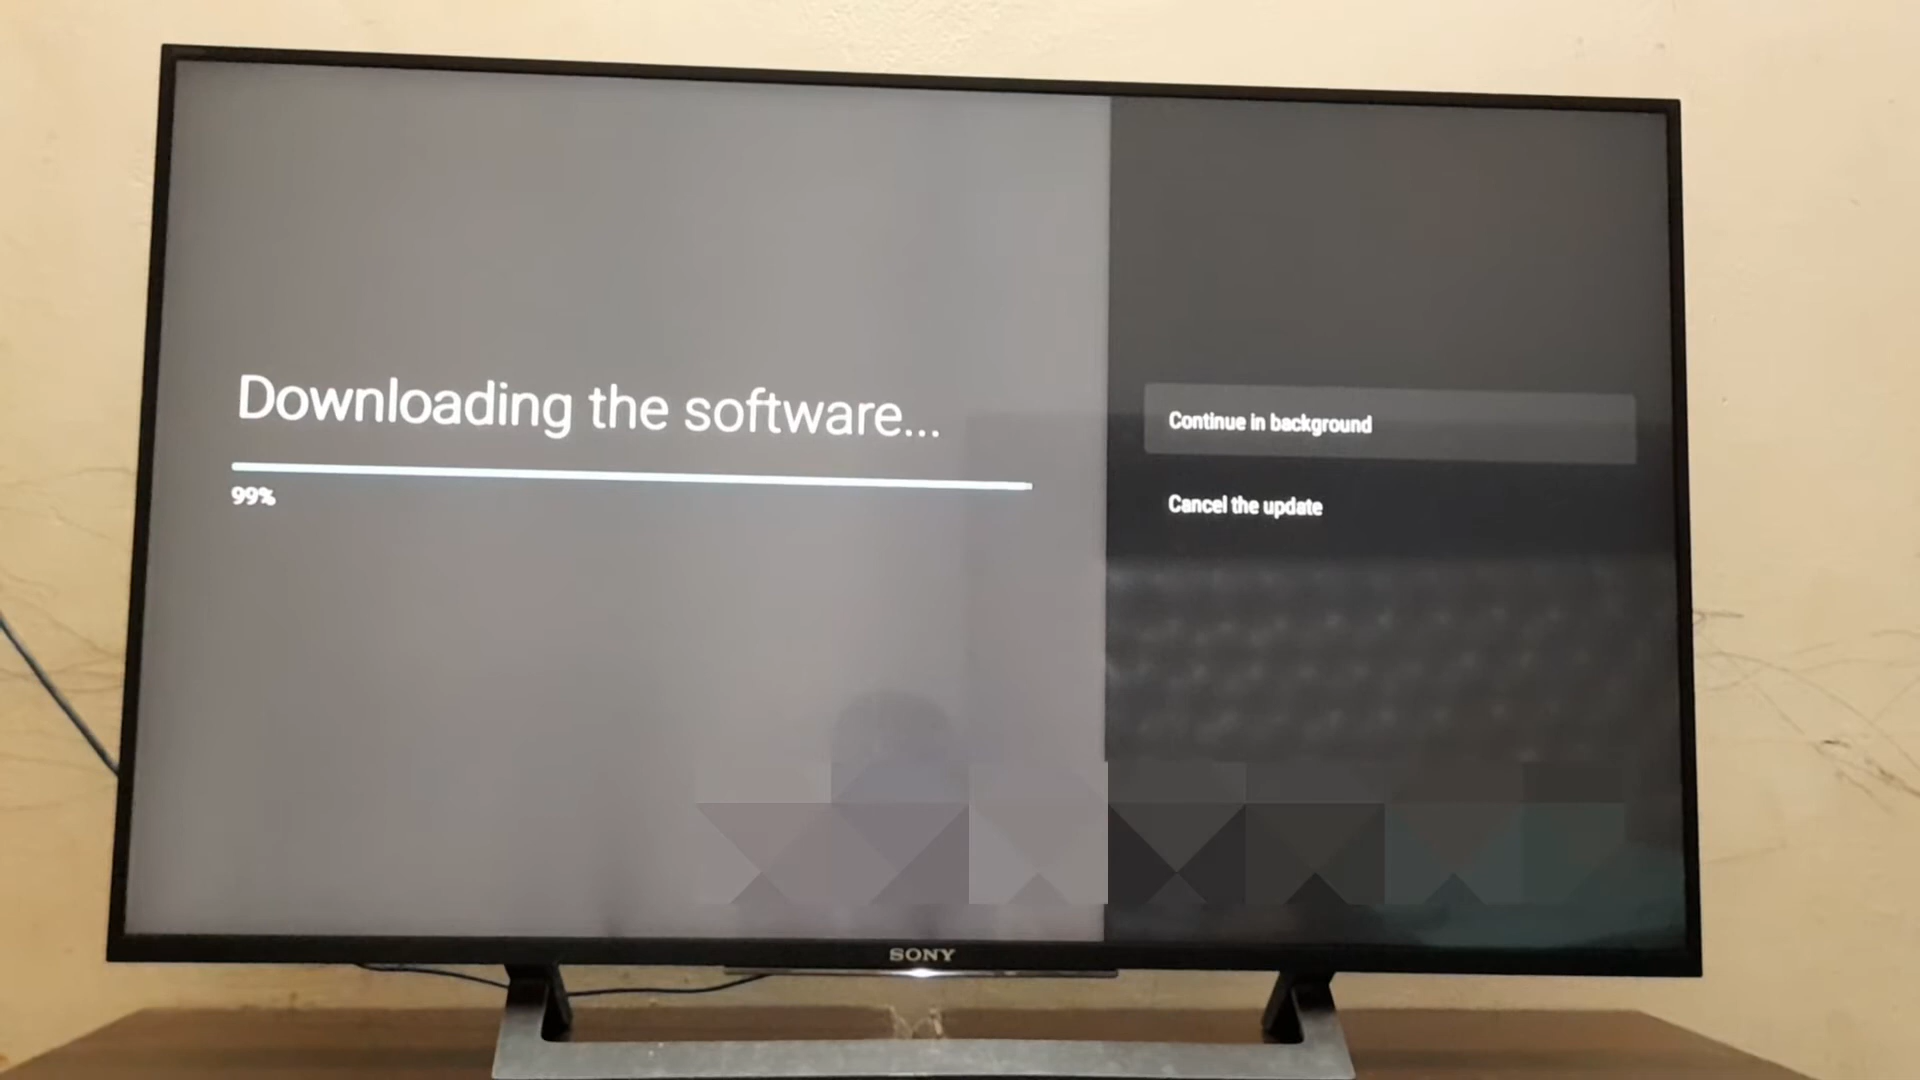 Downloading the software...
99%
Continue in background
Cancel the update
SONY